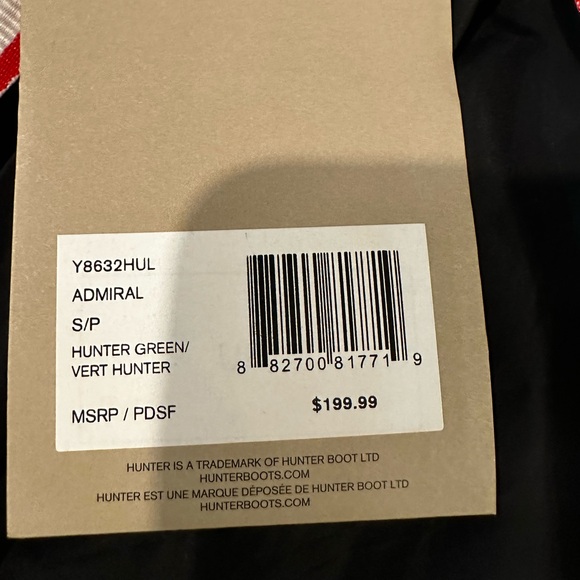 Y8632HUL
ADMIRAL
S/P
HUNTER GREEN/
VERT HUNTER
8 82700 81771 9
MSRP / PDSF
$199.99
HUNTER IS A TRADEMARK OF HUNTER BOOT LTD
HUNTERBOOTS.COM
HUNTER EST UNE MARQUE DÉPOSÉE DE HUNTER BOOT LTD
HUNTERBOOTS.COM